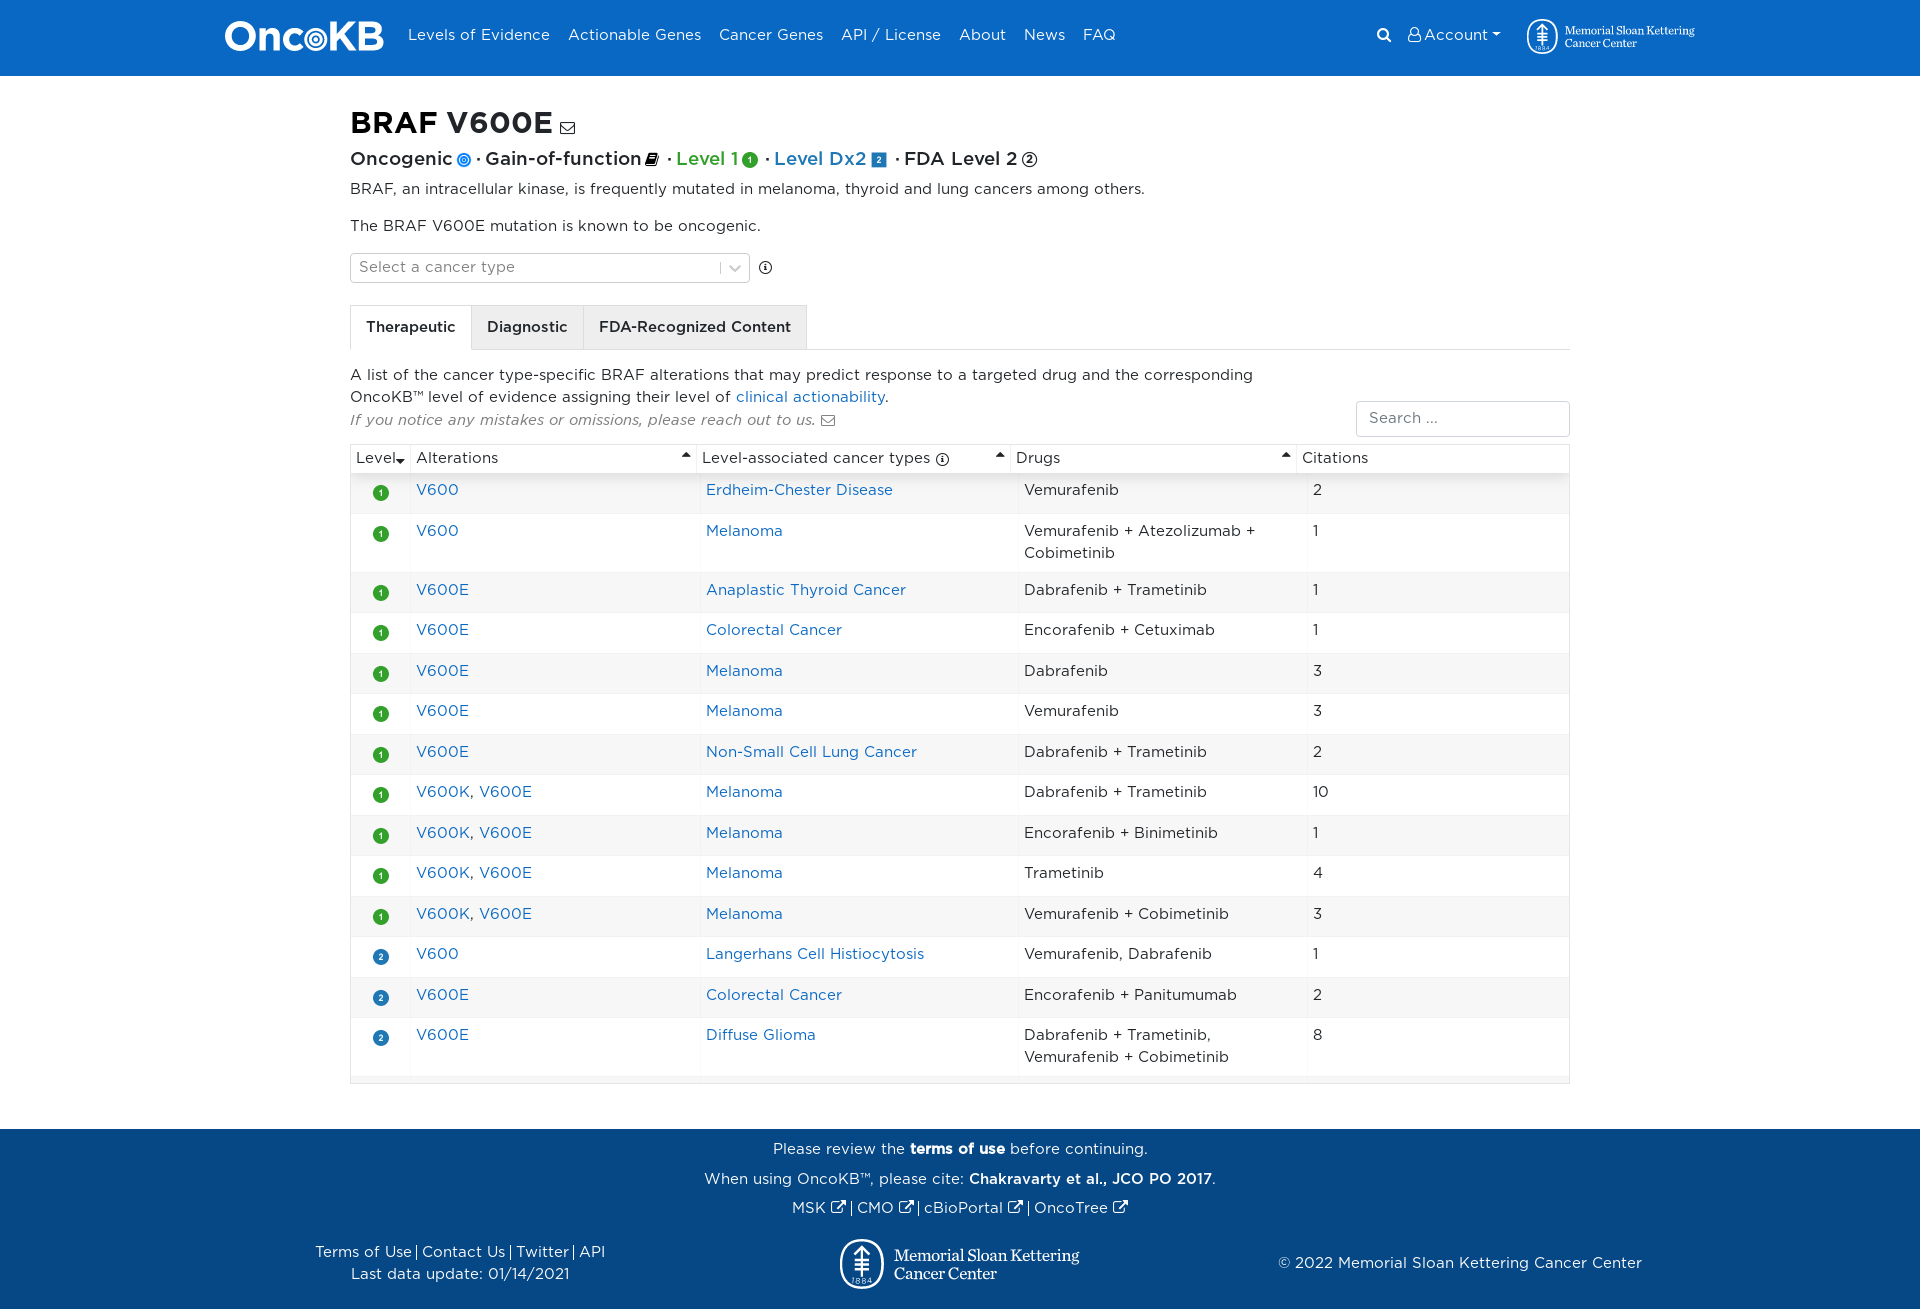 OncoKB Levels of Evidence Actionable Genes Cancer Genes API / License About News FAQ Account Memorial Sloan Kettering Cancer Center 1884
BRAF V600E
Oncogenic · Gain-of-function · Level 1 1 · Level Dx2 2 · FDA Level 2 2
BRAF, an intracellular kinase, is frequently mutated in melanoma, thyroid and lung cancers among others.
The BRAF V600E mutation is known to be oncogenic.
Select a cancer type
Therapeutic Diagnostic FDA-Recognized Content
A list of the cancer type-specific BRAF alterations that may predict response to a targeted drug and the corresponding
OncoKB™ level of evidence assigning their level of clinical actionability.
If you notice any mistakes or omissions, please reach out to us.
Search ...
Level Alterations Level-associated cancer types Drugs Citations
1 V600 Erdheim-Chester Disease Vemurafenib 2
1 V600 Melanoma Vemurafenib + Atezolizumab +
Cobimetinib 1
1 V600E Anaplastic Thyroid Cancer Dabrafenib + Trametinib 1
1 V600E Colorectal Cancer Encorafenib + Cetuximab 1
1 V600E Melanoma Dabrafenib 3
1 V600E Melanoma Vemurafenib 3
1 V600E Non-Small Cell Lung Cancer Dabrafenib + Trametinib 2
1 V600K, V600E Melanoma Dabrafenib + Trametinib 10
1 V600K, V600E Melanoma Encorafenib + Binimetinib 1
1 V600K, V600E Melanoma Trametinib 4
1 V600K, V600E Melanoma Vemurafenib + Cobimetinib 3
2 V600 Langerhans Cell Histiocytosis Vemurafenib, Dabrafenib 1
2 V600E Colorectal Cancer Encorafenib + Panitumumab 2
2 V600E Diffuse Glioma Dabrafenib + Trametinib,
Vemurafenib + Cobimetinib 8
Please review the terms of use before continuing.
When using OncoKB™, please cite: Chakravarty et al., JCO PO 2017.
MSK | CMO | cBioPortal | OncoTree
Terms of Use | Contact Us | Twitter | API
Last data update: 01/14/2021
1884 Memorial Sloan Kettering
Cancer Center
© 2022 Memorial Sloan Kettering Cancer Center